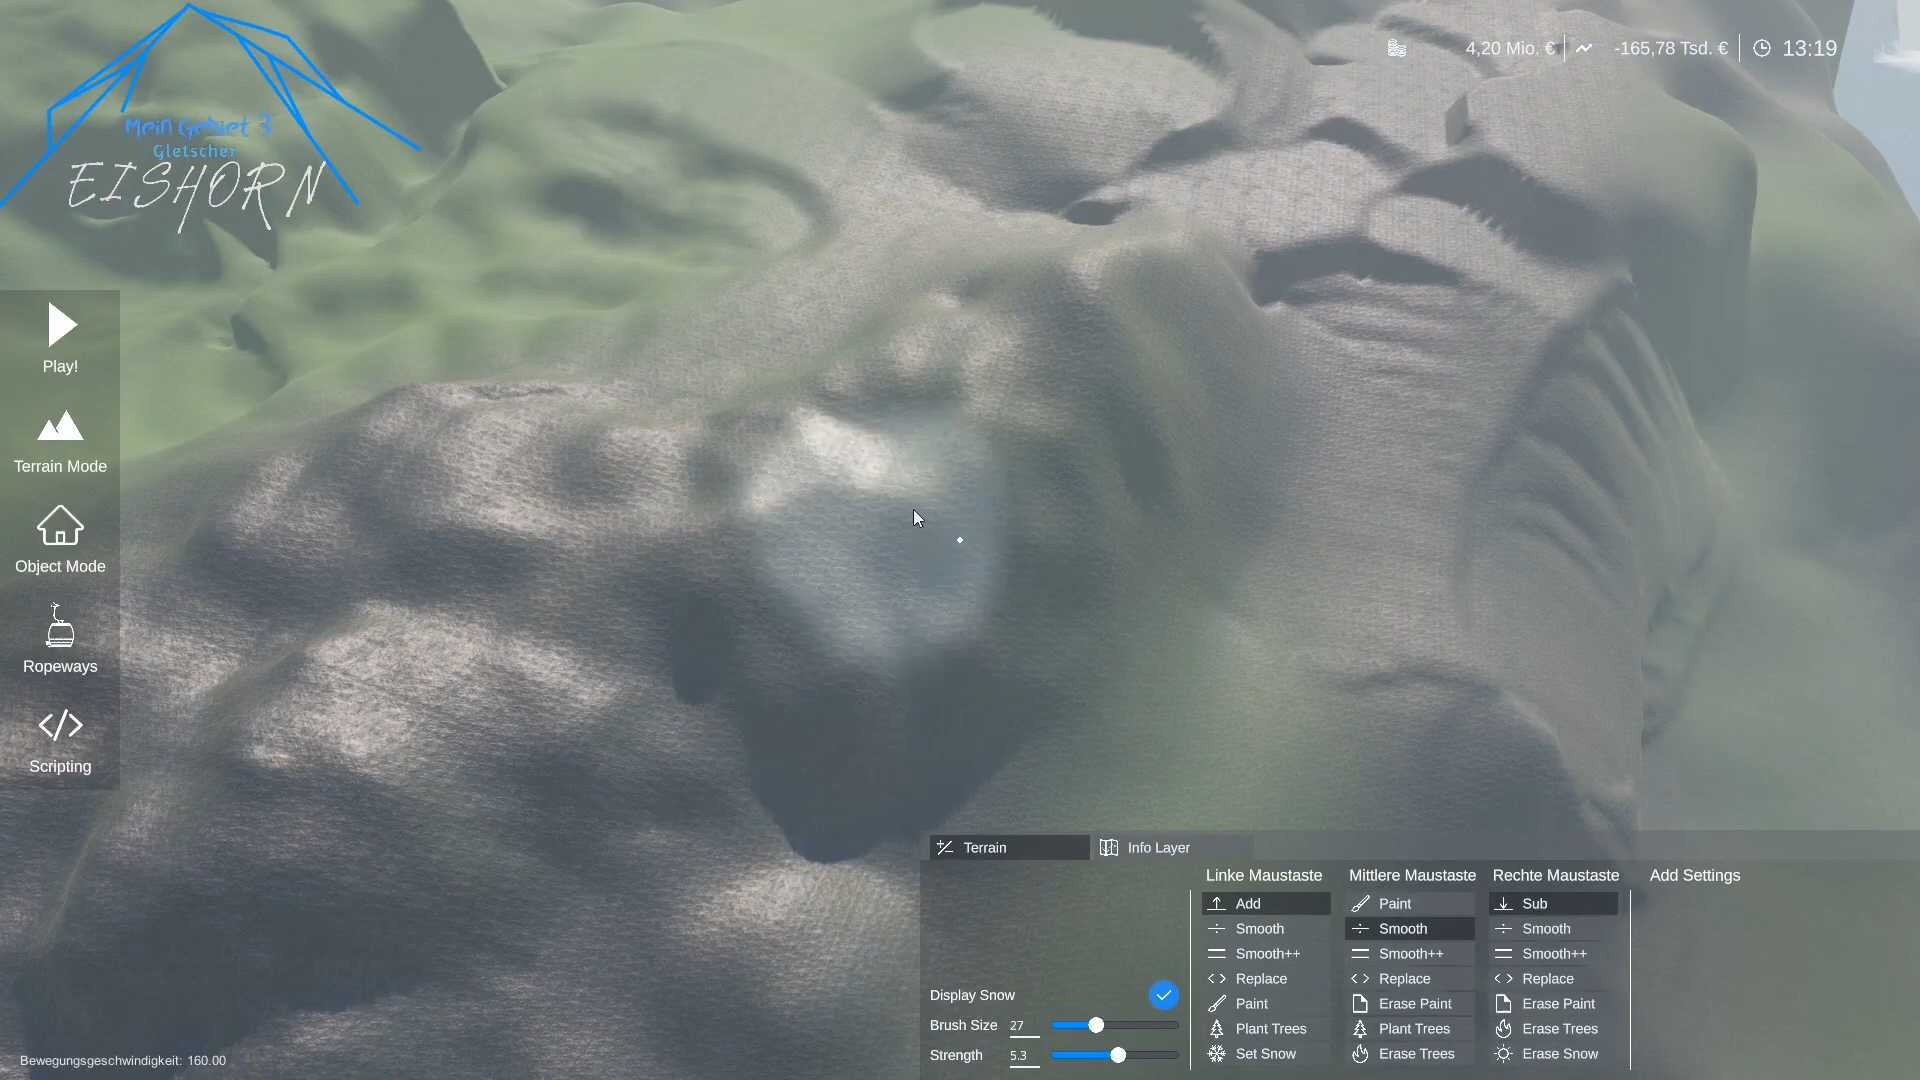 Mein Gebiet 3
Gletscher
EISHORN
4,20 Mio. €
-165,78 Tsd. €
13:19
Play!
Terrain Mode
Object Mode
Ropeways
Scripting
Terrain
Info Layer
Linke Maustaste
Add
Smooth
Smooth++
Replace
Paint
Plant Trees
Set Snow
Mittlere Maustaste
Paint
Smooth
Smooth++
Replace
Erase Paint
Plant Trees
Erase Trees
Rechte Maustaste
Sub
Smooth
Smooth++
Replace
Erase Paint
Erase Trees
Erase Snow
Add Settings
Display Snow
Brush Size 27
Strength 5.3
Bewegungsgeschwindigkeit: 160.00